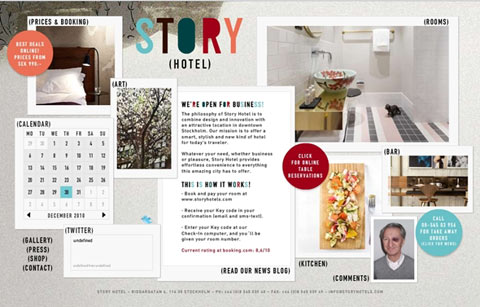 (PRICES & BOOKING)
BEST DEALS
ONLINE!
PRICES FROM
SEK 990:-
STORY
(HOTEL)
(ROOMS)
(ART)
(CALENDAR)
MO TU WE TH FR SA SU
1 2 3 4 5
6 7 8 9 10 11 12
13 14 15 16 17 18 19
20 21 22 23 24 25 26
27 28 29 30 31
DECEMBER 2010
WE'RE OPEN FOR BUSINESS!
The philosophy of Story Hotel is to
combine design and innovation with
an attractive location in downtown
Stockholm. Our mission is to offer a
smart, stylish and new kind of hotel
for today's traveler.
Whatever your need, whether business
or pleasure, Story Hotel provides
effortless convenience to everything
this amazing city has to offer.
THIS IS HOW IT WORKS!
- Book and pay your room at
www.storyhotels.com
- Receive your Key code in your
confirmation (email and sms-text).
- Enter your Key code at our
Check-in computer, and you'll be
given your room number.
Current rating at booking.com: 8,6/10
CLICK
FOR ONLINE
TABLE
RESERVATIONS
(BAR)
CALL
08-545 03 954
FOR TAKE AWAY
ORDERS
(CLICK FOR MENU)
(GALLERY)
(PRESS)
(SHOP)
(CONTACT)
(TWITTER)
undefined
undefined
(READ OUR NEWS BLOG)
(KITCHEN)
(COMMENTS)
STORY HOTEL – RIDDARGATAN 6, 114 35 STOCKHOLM – PH: +46 (0)8 545 039 40 – FAX: +46 (0)8 545 039 49 – INFO@STORYHOTELS.COM